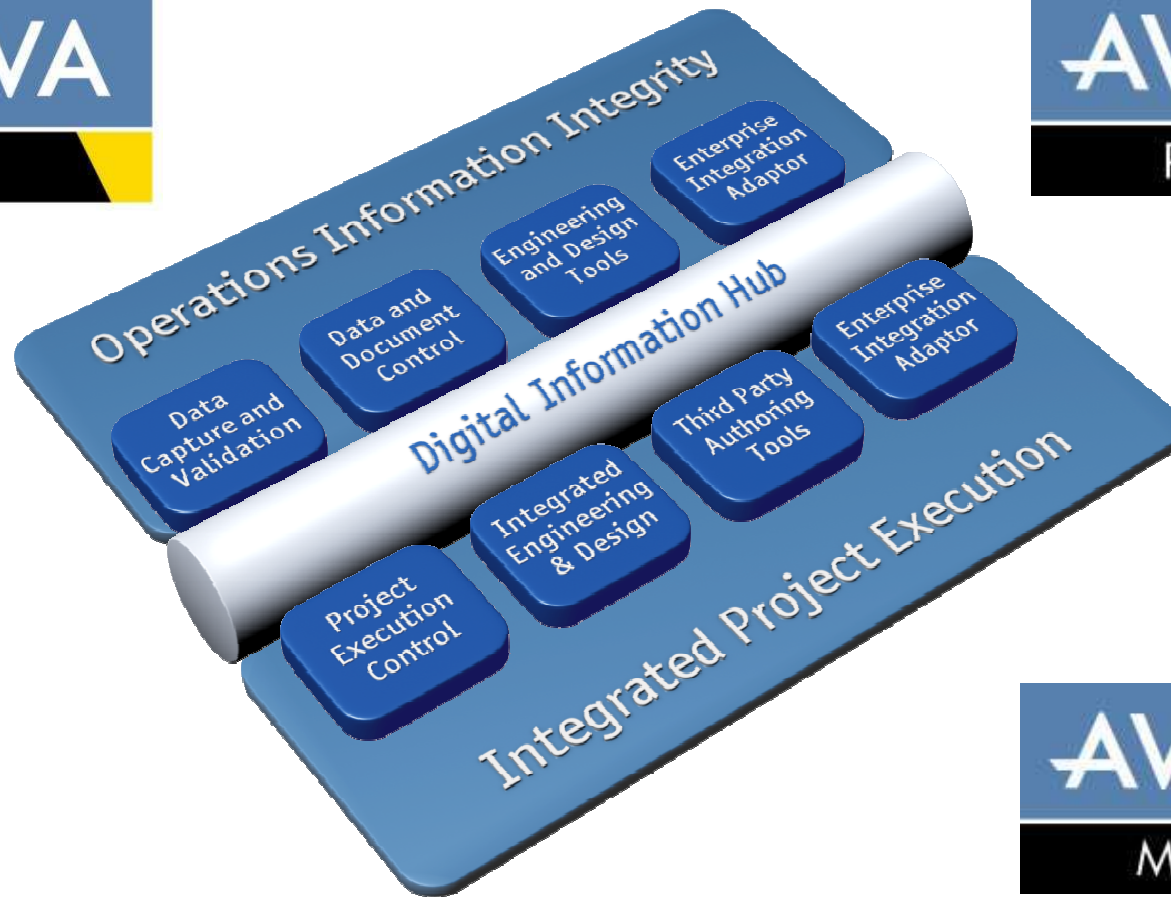 VA
AV
Operations Information Integrity
Enterprise
Integration
Adaptor
Engineering
and Design
Tools
Data and
Document
Control
Data
Capture and
Validation
Digital Information Hub
Enterprise
Integration
Adaptor
Third Party
Authoring
Tools
Integrated
Engineering
& Design
Project
Execution
Control
Integrated Project Execution
AV
M